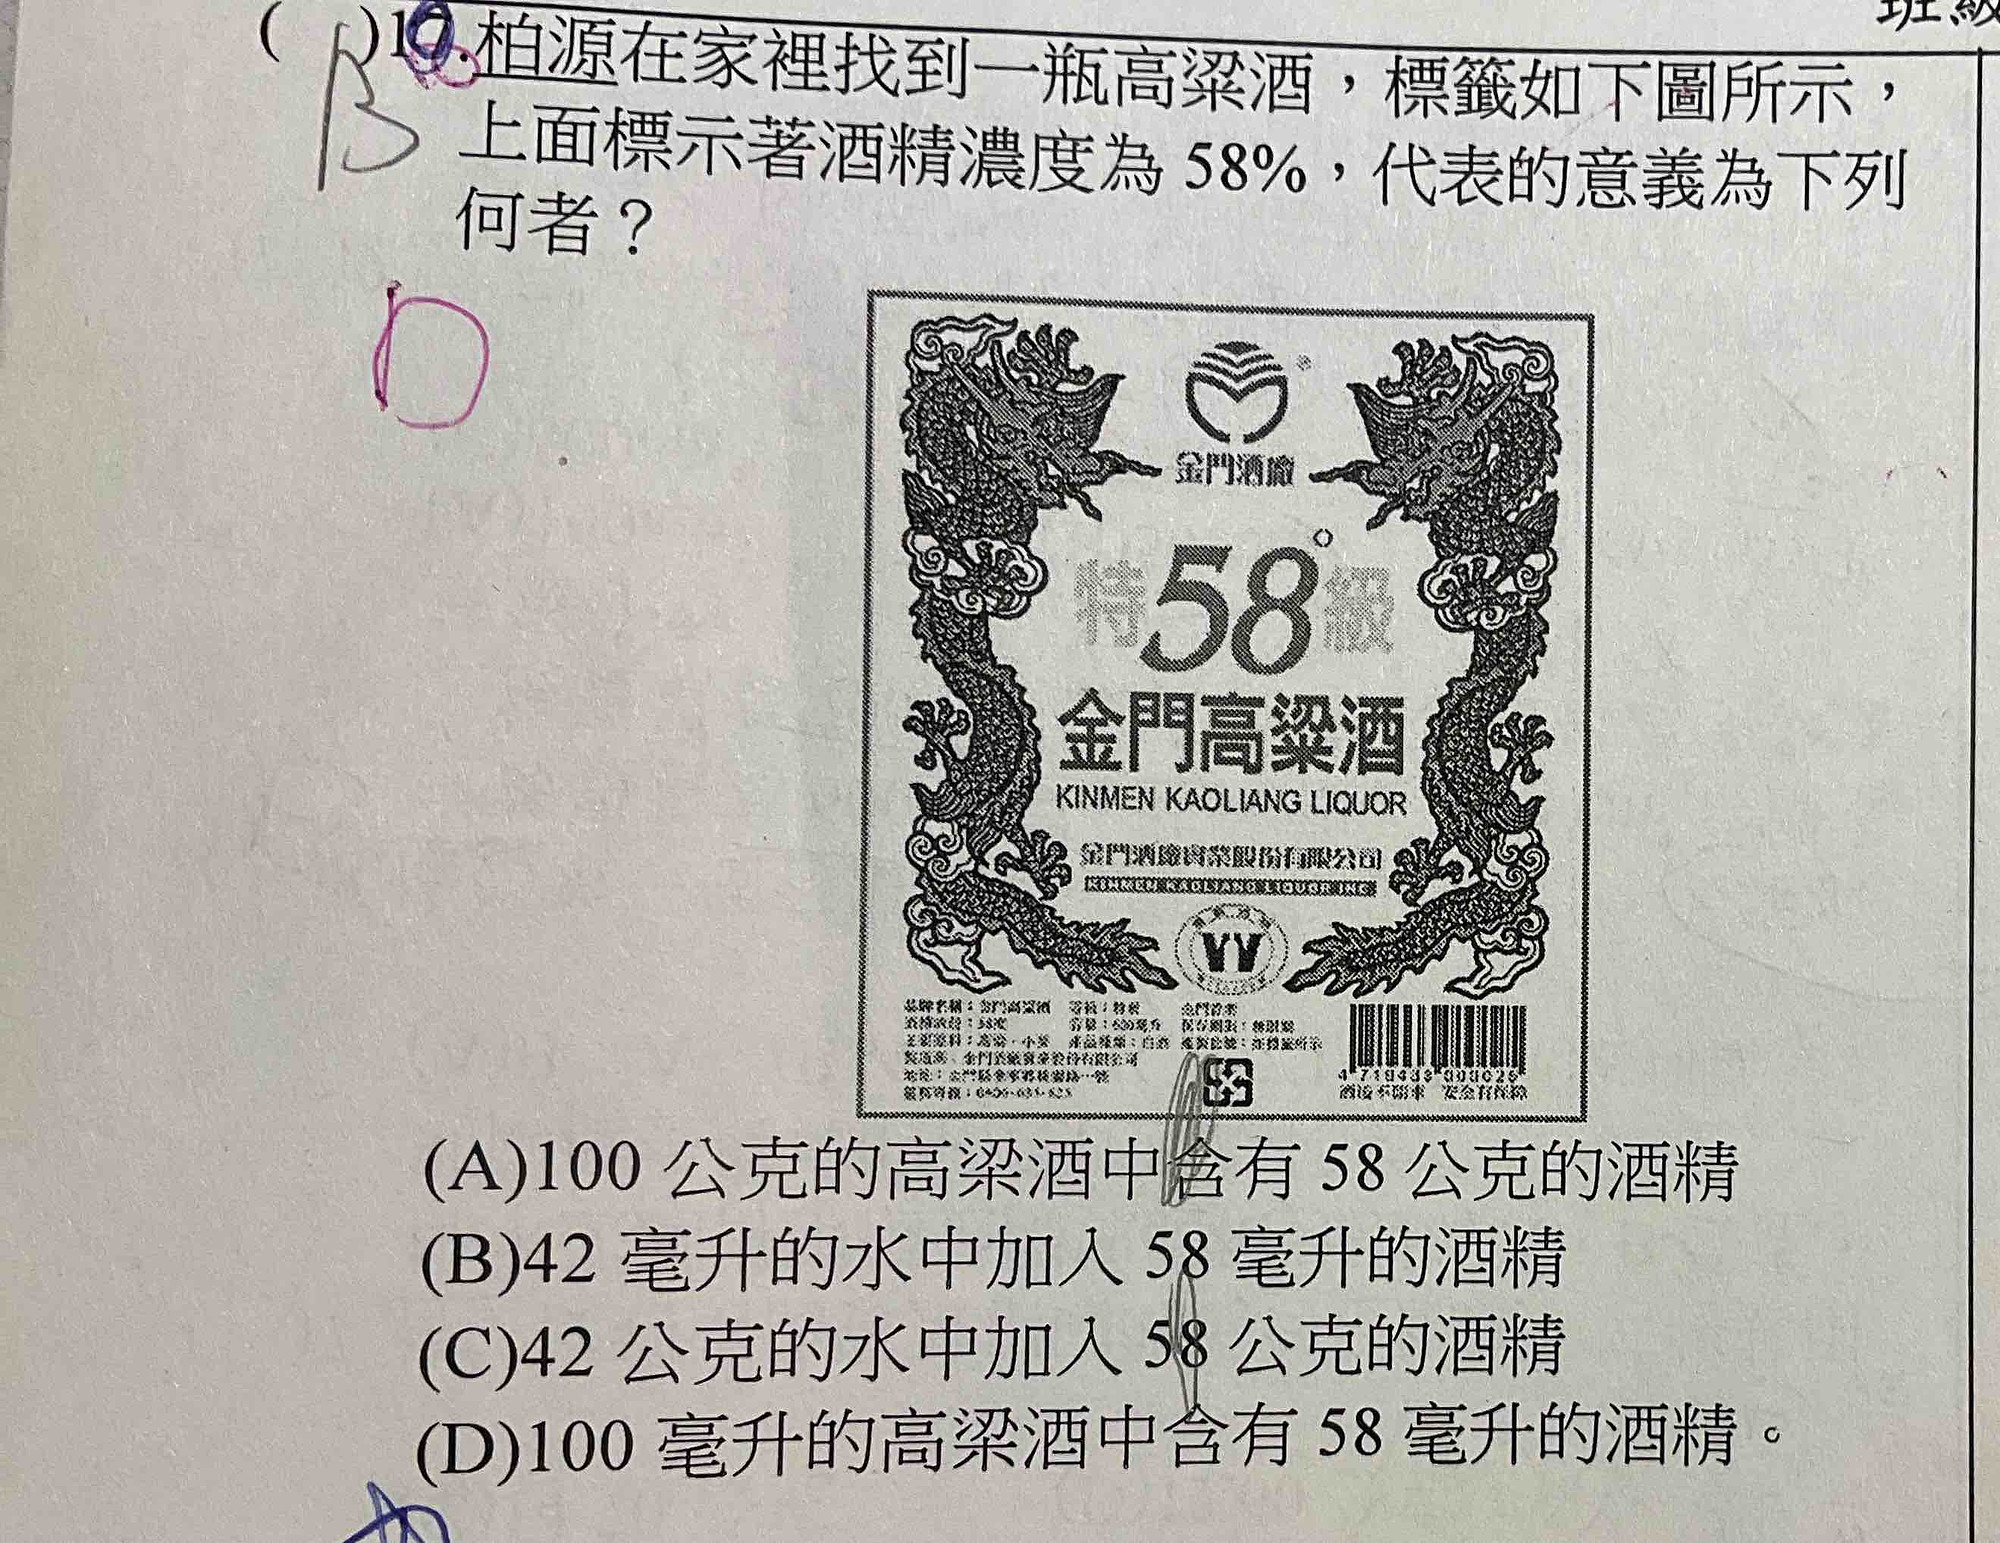 班級
( B )17.柏源在家裡找到一瓶高粱酒，標籤如下圖所示，
上面標示著酒精濃度為 58%，代表的意義為下列
何者？
D
金門酒廠
特58°級
金門高粱酒
KINMEN KAOLIANG LIQUOR
金門酒廠實業股份有限公司
KINMEN KAOLIANG LIQUOR INC
(A)100 公克的高梁酒中含有 58 公克的酒精
(B)42 毫升的水中加入 58 毫升的酒精
(C)42 公克的水中加入 58 公克的酒精
(D)100 毫升的高梁酒中含有 58 毫升的酒精。